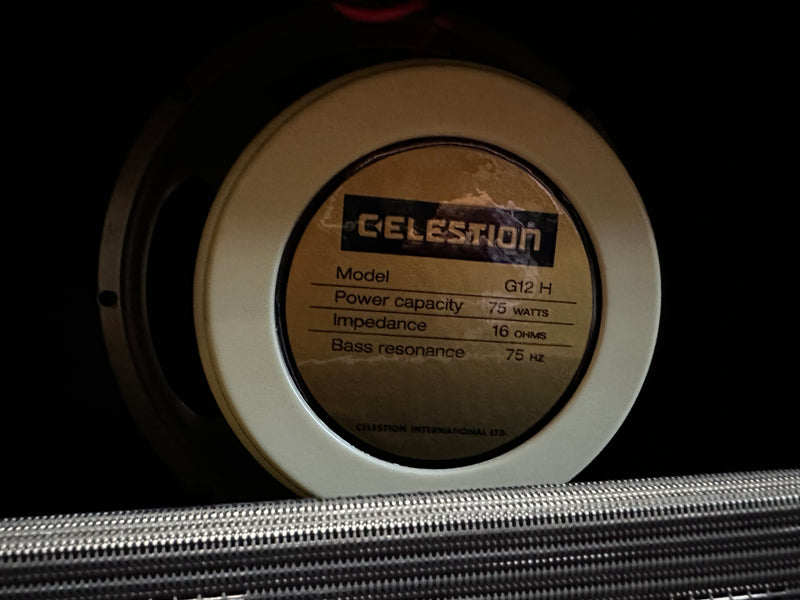 CELESTION
Model G12 H
Power capacity 75 WATTS
Impedance 16 OHMS
Bass resonance 75 HZ
CELESTION INTERNATIONAL LTD.